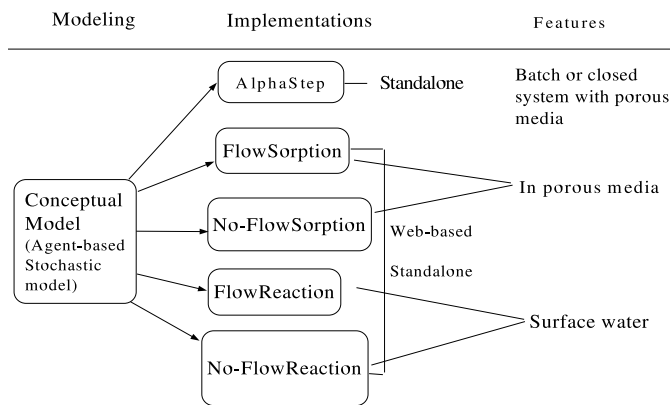 Modeling
Implementations
Features
AlphaStep
Standalone
Batch or closed
system with porous
media
FlowSorption
In porous media
Conceptual
Model
(Agent-based
Stochastic
model)
No-FlowSorption
Web-based
Standalone
FlowReaction
Surface water
No-FlowReaction